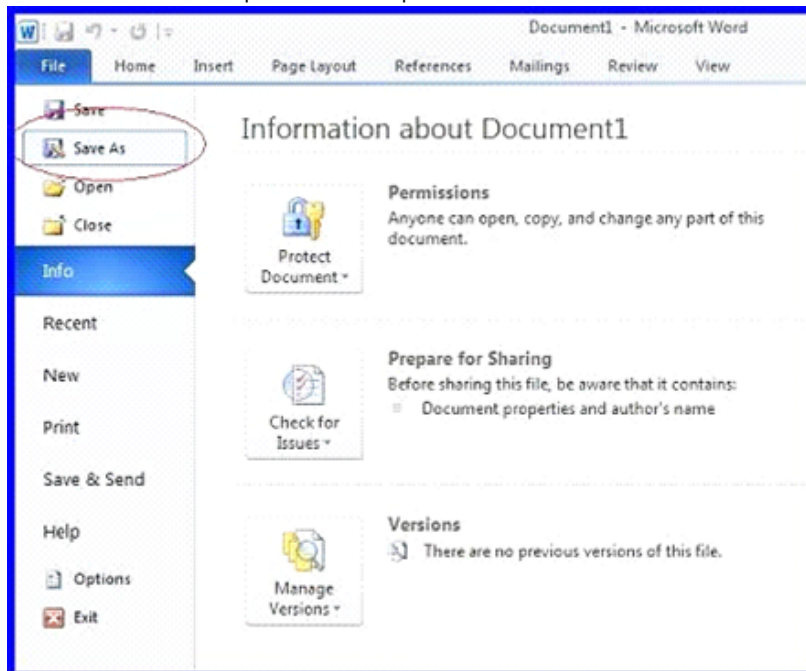 Document1 - Microsoft Word
File Home Insert Page Layout References Mailings Review View
Save
Save As
Open
Close
Info
Recent
New
Print
Save & Send
Help
Options
Exit
Information about Document1
Protect
Document
Permissions
Anyone can open, copy, and change any part of this
document.
Check for
Issues
Prepare for Sharing
Before sharing this file, be aware that it contains:
Document properties and author's name
Manage
Versions
Versions
There are no previous versions of this file.